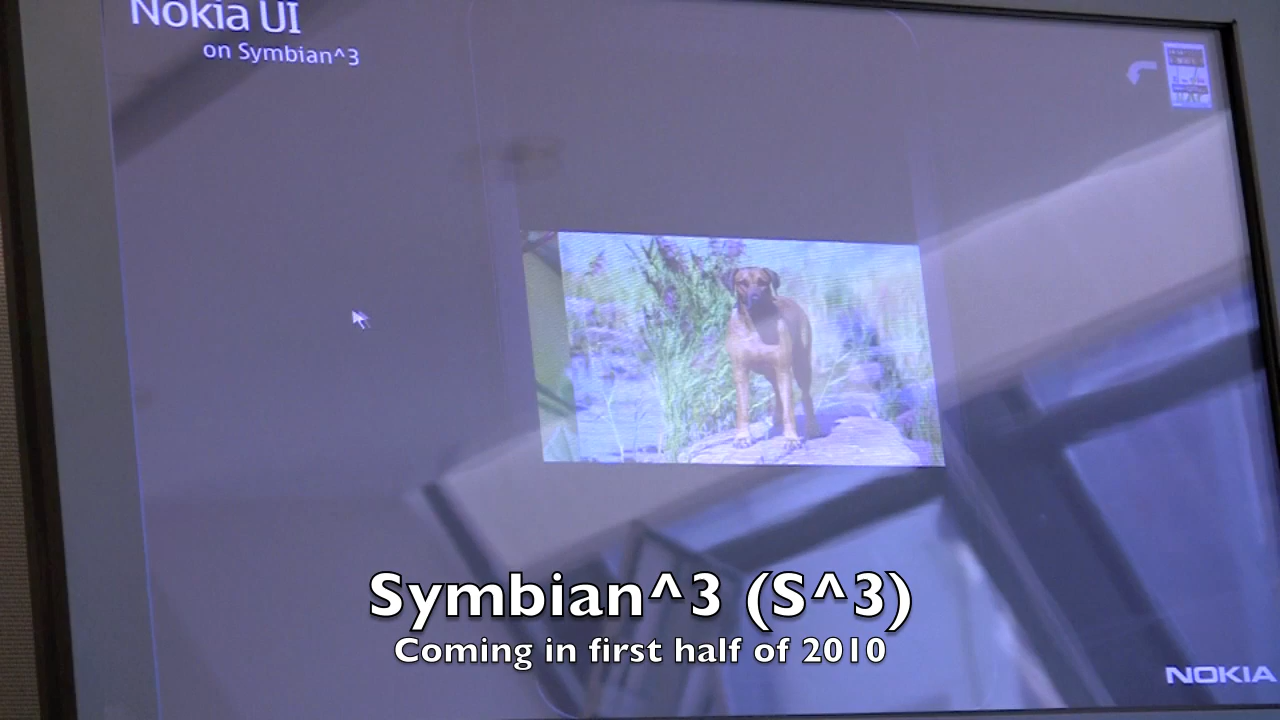 Nokia UI
on Symbian^3
Symbian^3 (S^3)
Coming in first half of 2010
NOKIA